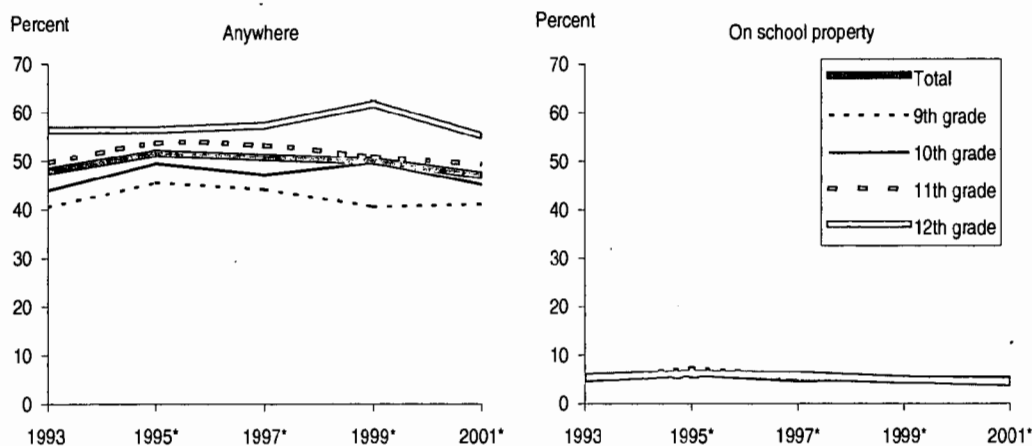 Percent
Anywhere
70
60
50
40
30
20
10
0
1993 1995* 1997* 1999* 2001*
Percent
On school property
70
60
50
40
30
20
10
0
1993 1995* 1997* 1999* 2001*
Total
9th grade
10th grade
11th grade
12th grade